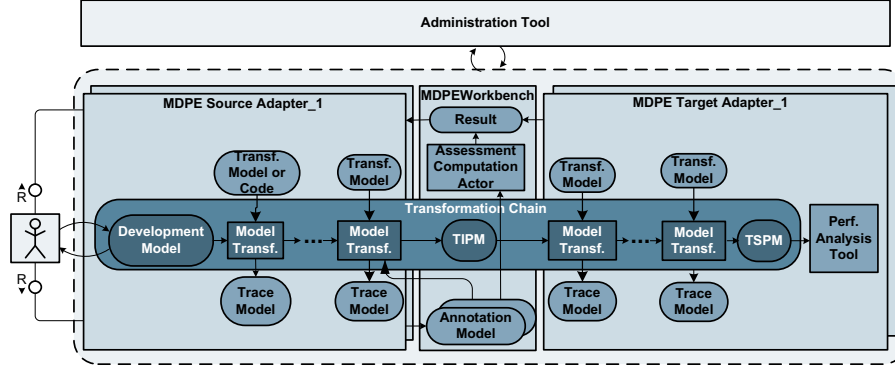 Administration Tool
MDPE Source Adapter_1
MDPEWorkbench
MDPE Target Adapter_1
Result
Assessment
Computation
Actor
Transf.
Model or
Code
Transf.
Model
Transf.
Model
Transf.
Model
R
Transformation Chain
Development
Model
Model
Transf.
...
Model
Transf.
TIPM
Model
Transf.
...
Model
Transf.
TSPM
Perf.
Analysis
Tool
R
Trace
Model
Trace
Model
Annotation
Model
Trace
Model
Trace
Model